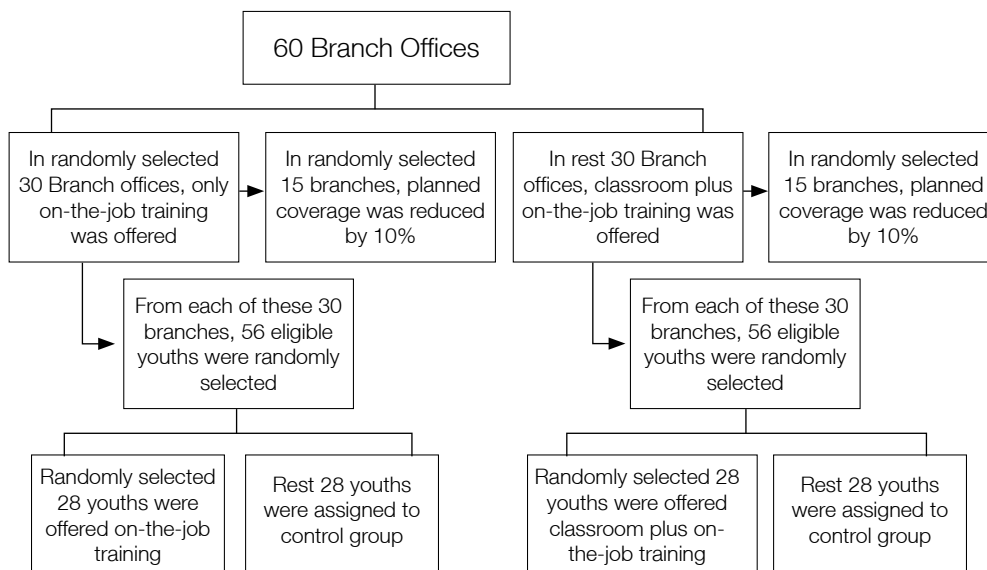 60 Branch Offices
In randomly selected
30 Branch offices, only
on-the-job training
was offered
In randomly selected
15 branches, planned
coverage was reduced
by 10%
In rest 30 Branch
offices, classroom plus
on-the-job training was
offered
In randomly selected
15 branches, planned
coverage was reduced
by 10%
From each of these 30
branches, 56 eligible
youths were randomly
selected
From each of these 30
branches, 56 eligible
youths were randomly
selected
Randomly selected
28 youths were
offered on-the-job
training
Rest 28 youths
were assigned to
control group
Randomly selected 28
youths were offered
classroom plus on-
the-job training
Rest 28 youths
were assigned to
control group